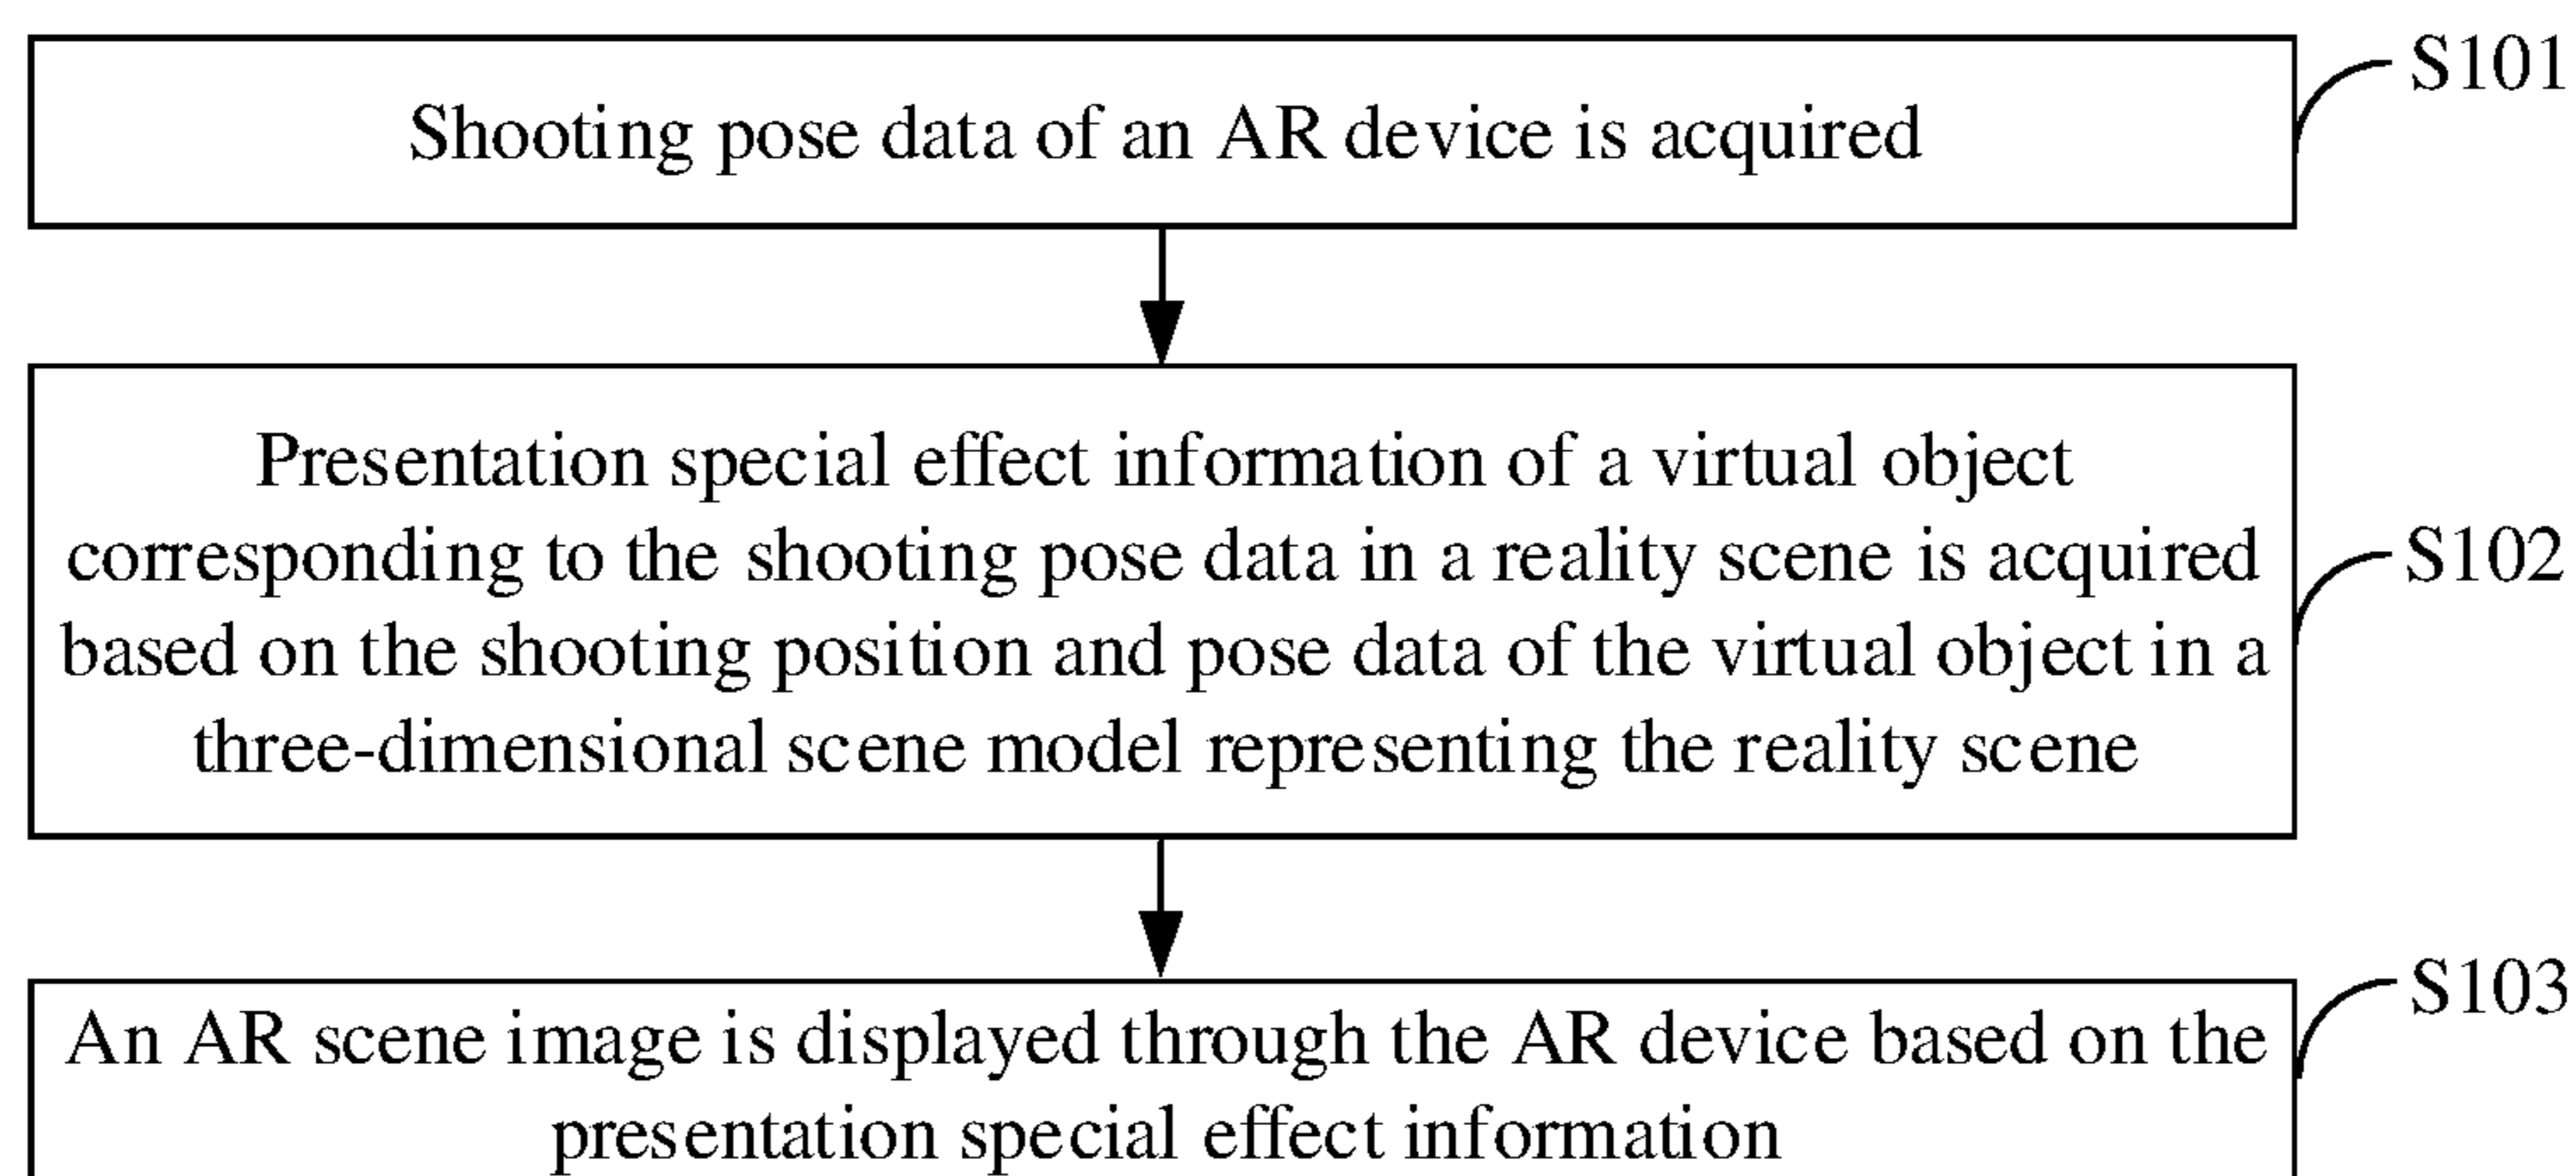 S101
Shooting pose data of an AR device is acquired
Presentation special effect information of a virtual object
corresponding to the shooting pose data in a reality scene is acquired
based on the shooting position and pose data of the virtual object in a
three-dimensional scene model representing the reality scene
S102
S103
An AR scene image is displayed through the AR device based on the
presentation special effect information